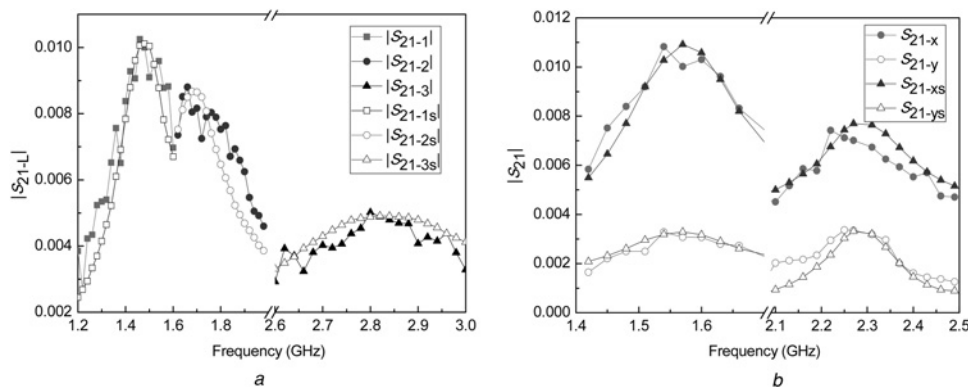 0.010
0.008
0.006
0.004
0.002
|S21-L|
|S21-1|
|S21-2|
|S21-3|
|S21-1s|
|S21-2s|
|S21-3s|
1.2 1.4 1.6 1.8 2.6 2.7 2.8 2.9 3.0
Frequency (GHz)
a
0.012
0.010
0.008
0.006
0.004
0.002
0.000
|S21|
S21-x
S21-y
S21-xs
S21-ys
1.4 1.5 1.6 2.1 2.2 2.3 2.4 2.5
Frequency (GHz)
b